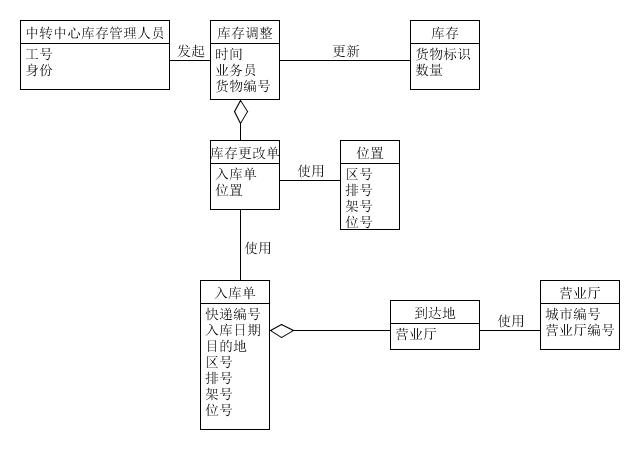 中转中心库存管理人员
工号
身份
发起
库存调整
时间
业务员
货物编号
更新
库存
货物标识
数量
库存更改单
入库单
位置
使用
位置
区号
排号
架号
位号
使用
入库单
快递编号
入库日期
目的地
区号
排号
架号
位号
到达地
营业厅
使用
营业厅
城市编号
营业厅编号